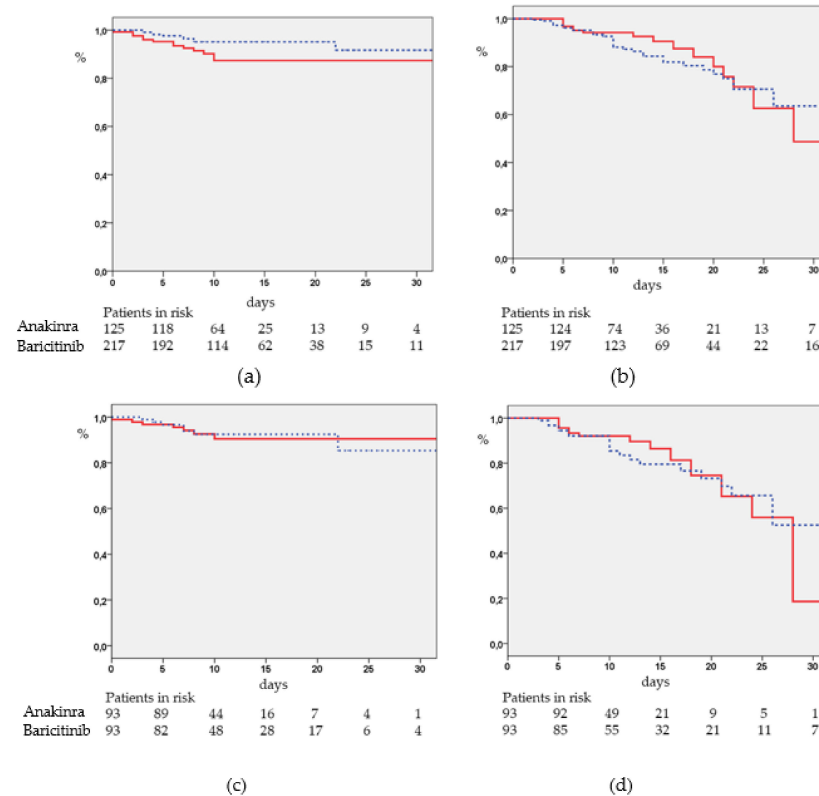 %
1,0
0,8
0,6
0,4
0,2
0,0
0 5 10 15 20 25 30
days
Patients in risk
Anakinra 125 118 64 25 13 9 4
Baricitinib 217 192 114 62 38 15 11
(a)
%
1,0
0,8
0,6
0,4
0,2
0,0
0 5 10 15 20 25 30
days
Patients in risk
125 124 74 36 21 13 7
217 197 123 69 44 22 16
(b)
%
1,0
0,8
0,6
0,4
0,2
0,0
0 5 10 15 20 25 30
days
Patients in risk
Anakinra 93 89 44 16 7 4 1
Baricitinib 93 82 48 28 17 6 4
(c)
%
1,0
0,8
0,6
0,4
0,2
0,0
0 5 10 15 20 25 30
days
Patients in risk
93 92 49 21 9 5 1
93 85 55 32 21 11 7
(d)